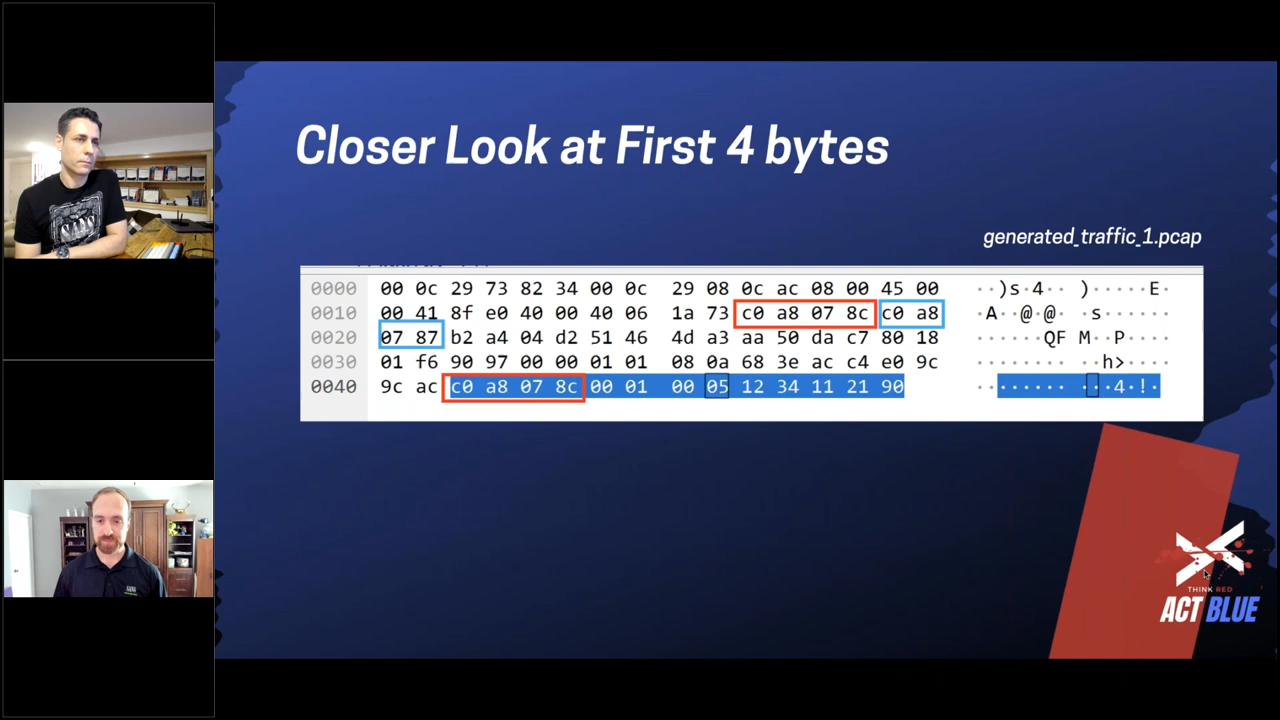 Closer Look at First 4 bytes
generated_traffic_1.pcap
0000 00 0c 29 73 82 34 00 0c 29 08 0c ac 08 00 45 00 ··)s4 )·····E
0010 00 41 8f e0 40 00 40 06 1a 73 c0 a8 07 8c c0 a8 A @@ s······
0020 07 87 b2 a4 04 d2 51 46 4d a3 aa 50 da c7 80 18 QF M··P····
0030 01 f6 90 97 00 00 01 01 08 0a 68 3e ac c4 e0 9c ········ h>····
0040 9c ac c0 a8 07 8c 00 01 00 05 12 34 11 21 90 ········ ···4·!·
SANS
THINK RED
ACT BLUE